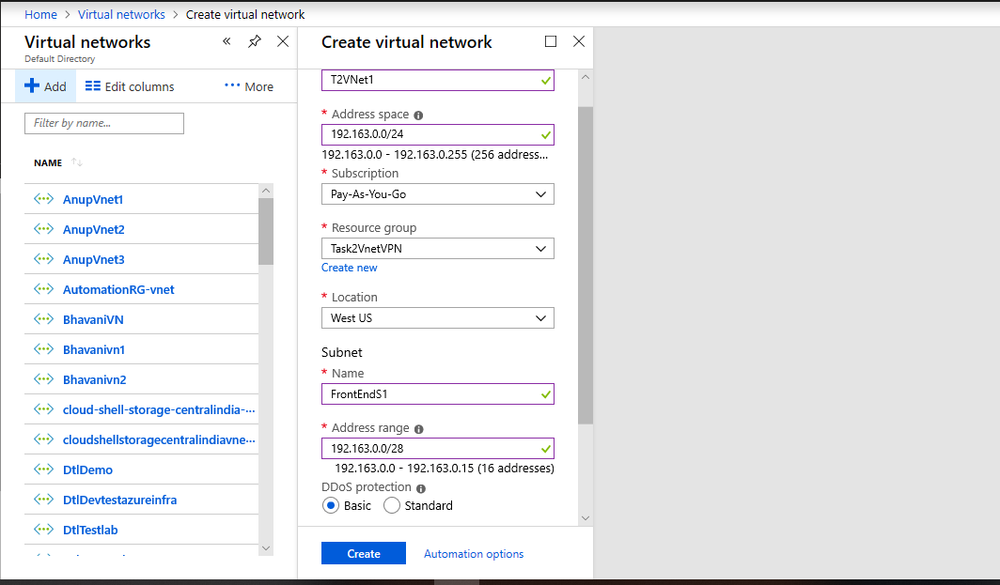 Home > Virtual networks > Create virtual network
Virtual networks
Default Directory
Add
Edit columns
More
Filter by name...
NAME
AnupVnet1
AnupVnet2
AnupVnet3
AutomationRG-vnet
BhavaniVN
Bhavanivn1
Bhavanivn2
cloud-shell-storage-centralindia-···
cloudshellstoragecentralindiavne···
DtlDemo
DtlDevtestazureinfra
DtlTestlab
Create virtual network
T2VNet1
* Address space
192.163.0.0/24
192.163.0.0 - 192.163.0.255 (256 address...
* Subscription
Pay-As-You-Go
* Resource group
Task2VnetVPN
Create new
* Location
West US
Subnet
* Name
FrontEndS1
* Address range
192.163.0.0/28
192.163.0.0 - 192.163.0.15 (16 addresses)
DDoS protection
Basic
Standard
Create
Automation options